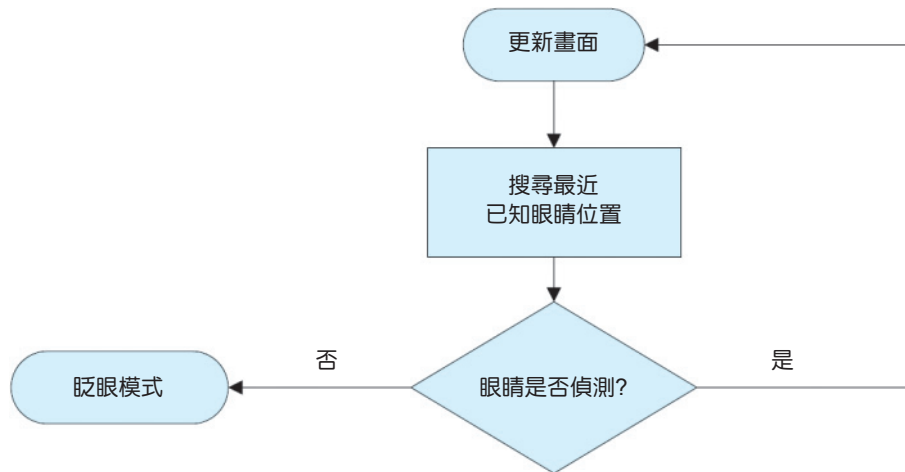 更新畫面
搜尋最近
已知眼睛位置
否
眼睛是否偵測?
是
眨眼模式